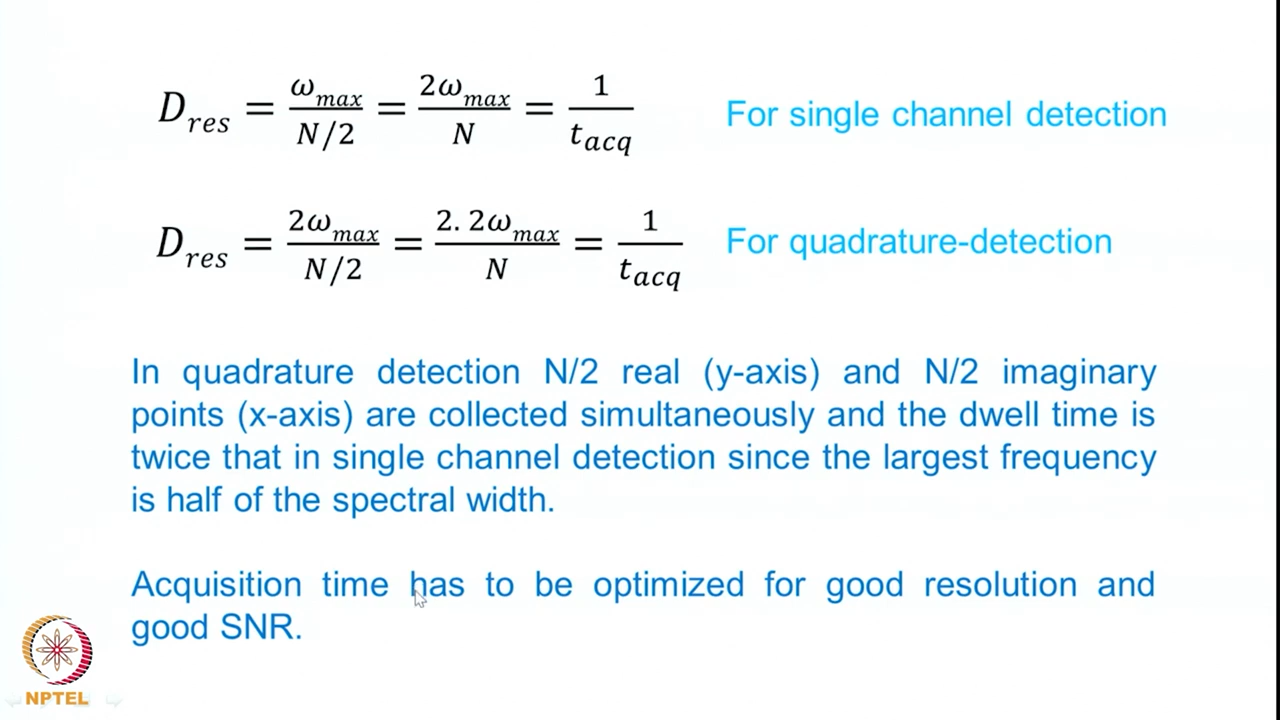 D_res = ω_max / N/2 = 2ω_max / N = 1 / t_acq For single channel detection
D_res = 2ω_max / N/2 = 2. 2ω_max / N = 1 / t_acq For quadrature-detection
In quadrature detection N/2 real (y-axis) and N/2 imaginary
points (x-axis) are collected simultaneously and the dwell time is
twice that in single channel detection since the largest frequency
is half of the spectral width.
Acquisition time has to be optimized for good resolution and
good SNR.
NPTEL